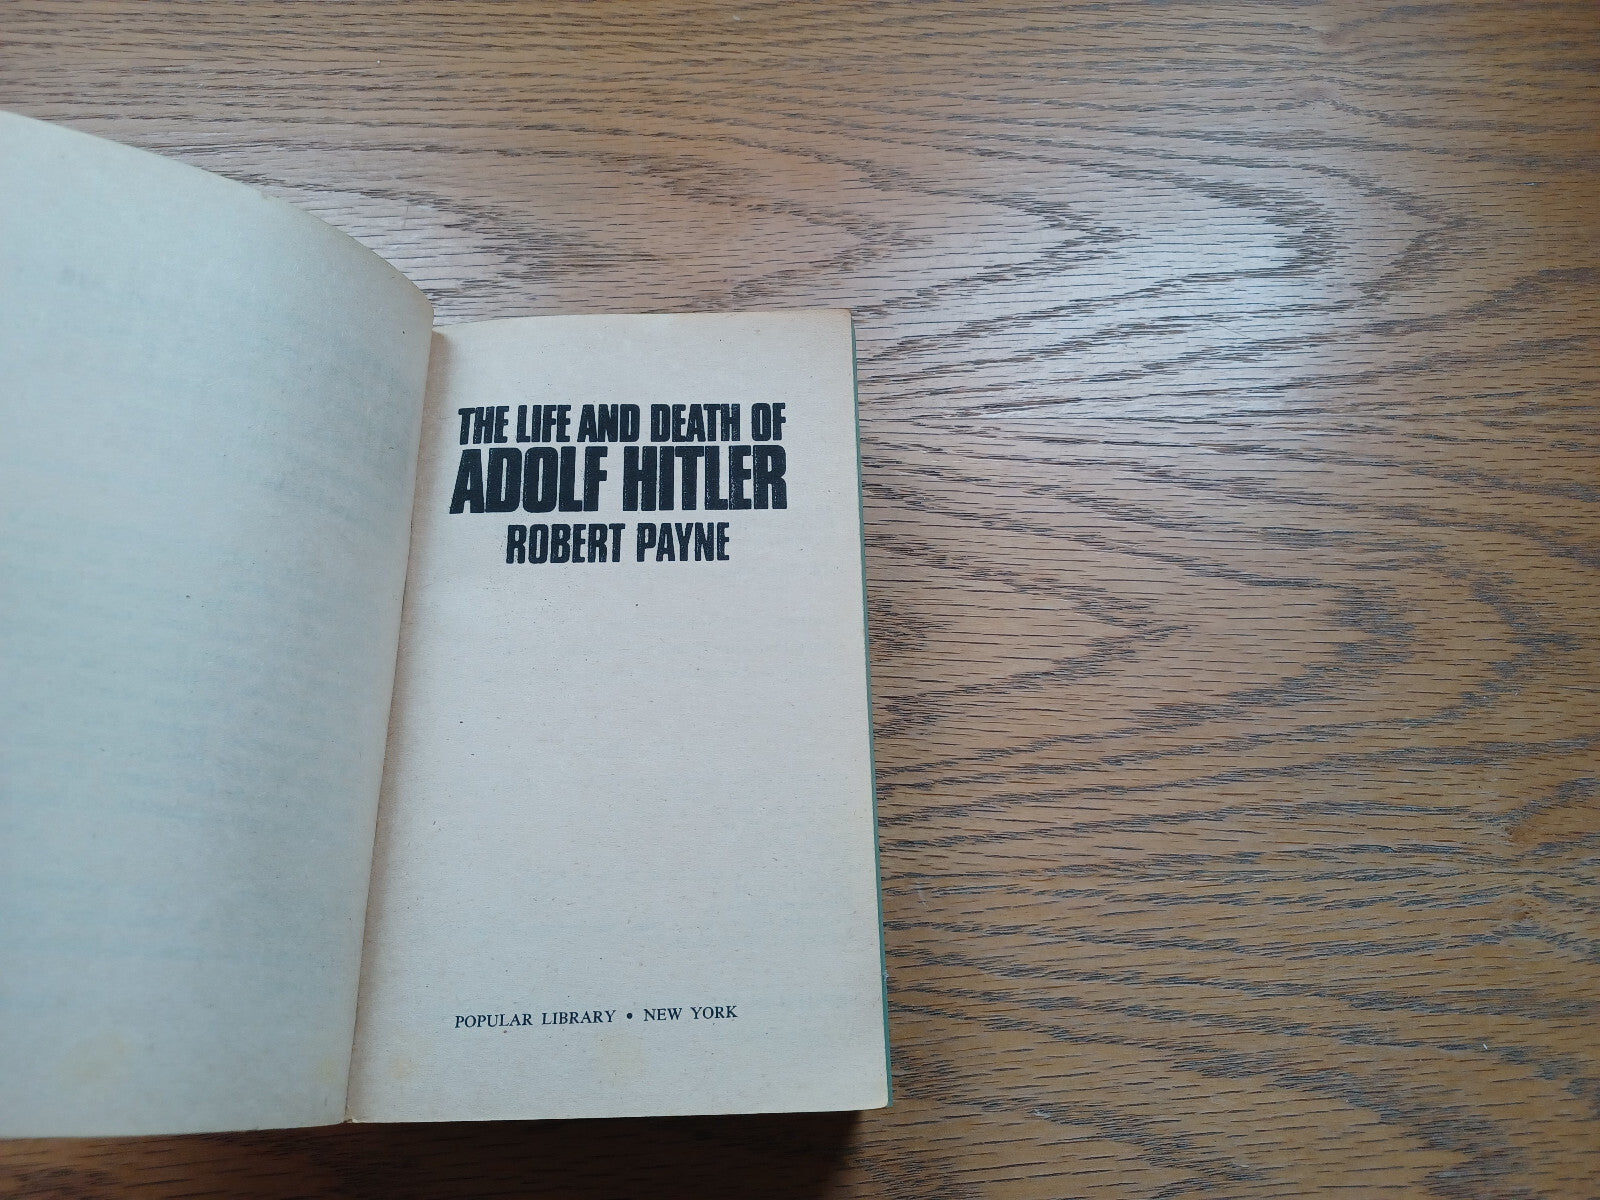 THE LIFE AND DEATH OF
ADOLF HITLER
ROBERT PAYNE
POPULAR LIBRARY • NEW YORK